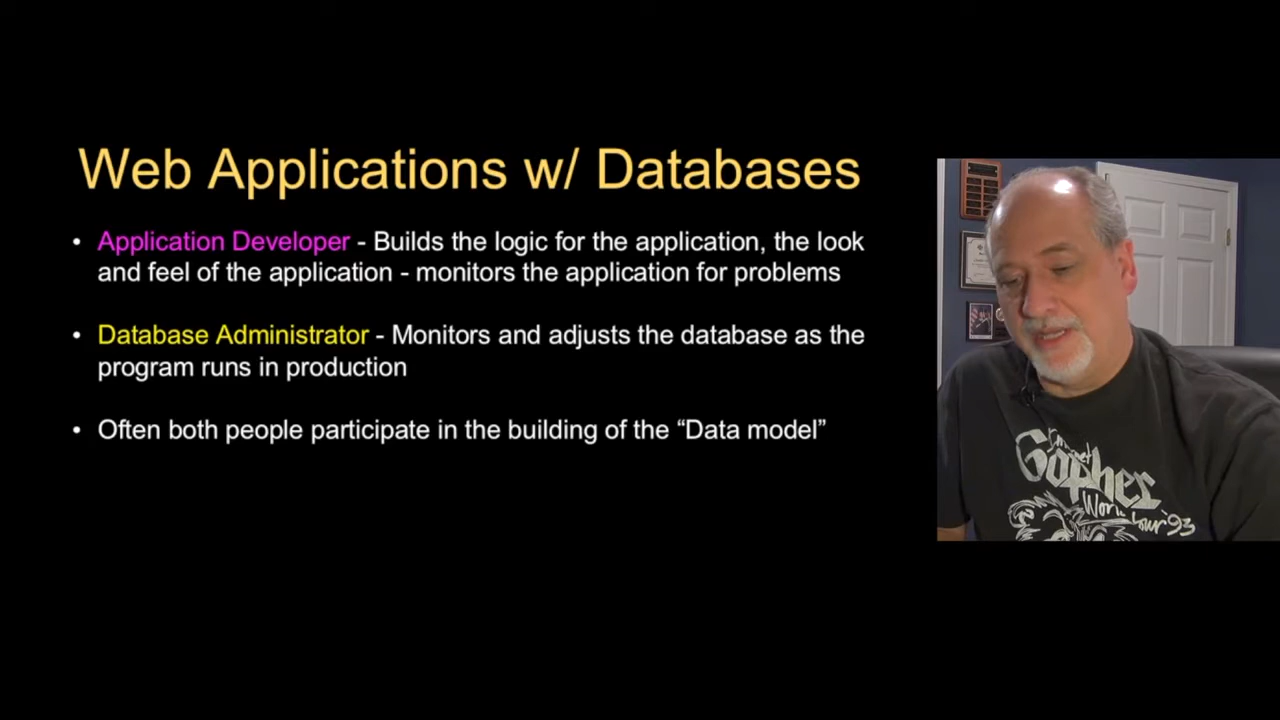 Web Applications w/ Databases
• Application Developer - Builds the logic for the application, the look
and feel of the application - monitors the application for problems
• Database Administrator - Monitors and adjusts the database as the
program runs in production
• Often both people participate in the building of the “Data model”
Internet
Gopher
World Tour '93